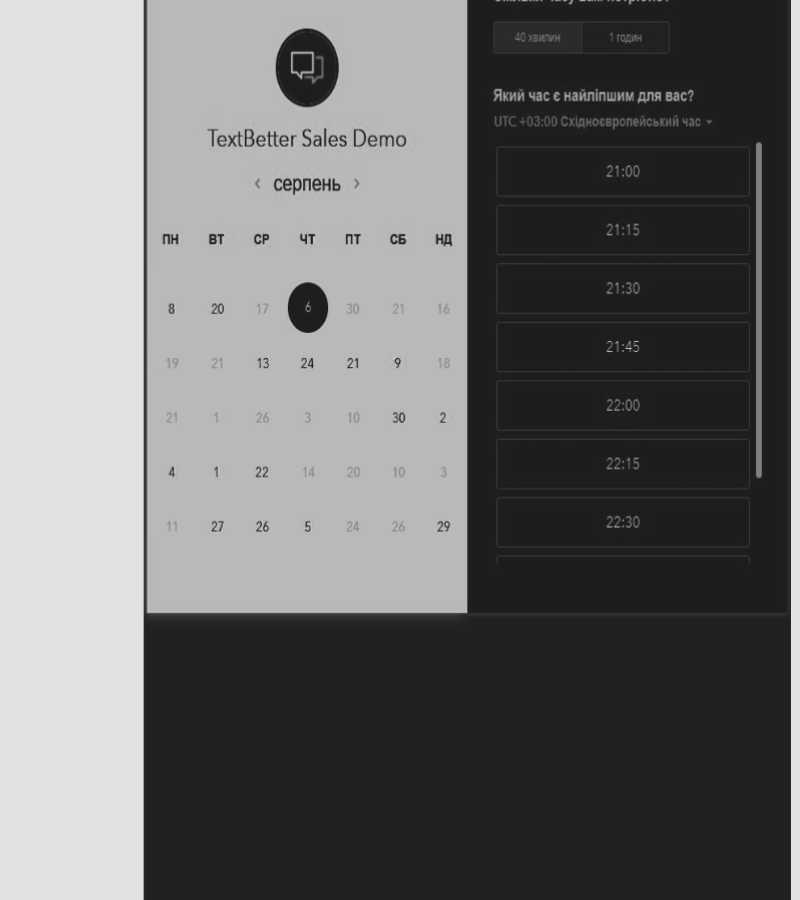 TextBetter Sales Demo
‹ серпень ›
ПН ВТ СР ЧТ ПТ СБ НД
8 20 17 6 30 21 16
19 21 13 24 21 9 18
21 1 26 3 10 30 2
4 1 22 14 20 10 3
11 27 26 5 24 26 29
40 хвилин 1 годин
Який час є найліпшим для вас?
UTC +03:00 Східноєвропейський час
21:00
21:15
21:30
21:45
22:00
22:15
22:30